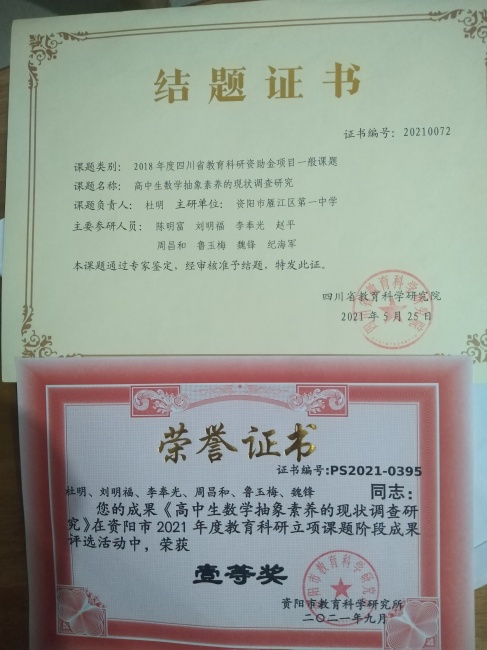 结题证书
证书编号：20210072
课题类别：2018年度四川省教育科研资助金项目一般课题
课题名称：高中生数学抽象素养的现状调查研究
课题负责人：杜明 主研单位：资阳市雁江区第一中学
主要参研人员：陈明富 刘明福 李奉光 赵平
周昌和 鲁玉梅 魏锋 纪海军
本课题通过专家鉴定，经审核准予结题，特发此证。
四川省教育科学研究院
2021年5月25日
荣誉证书
证书编号:PS2021-0395
杜明、刘明福、李奉光、周昌和、鲁玉梅、魏锋 同志：
您的成果《高中生数学抽象素养的现状调查研
究》在资阳市2021年度教育科研立项课题阶段成果
评选活动中，荣获
壹等奖
资阳市教育科学研究所
二〇二一年九月